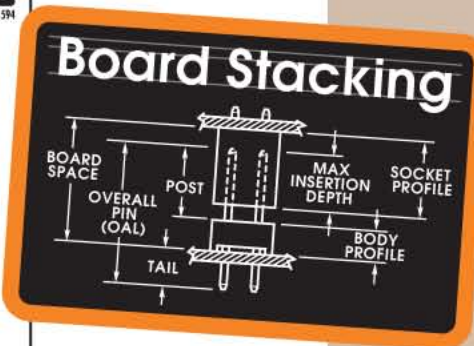 594
Board Stacking
BOARD
SPACE
OVERALL
PIN
(OAL)
POST
TAIL
MAX
INSERTION
DEPTH
SOCKET
PROFILE
BODY
PROFILE